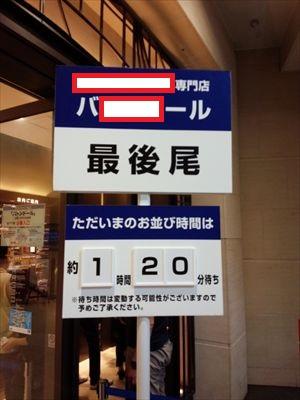 専門店
バ ール
最後尾
ただいまのお並び時間は
約1時間20分待ち
※待ち時間は変動する可能性がございますので
予めご了承ください。